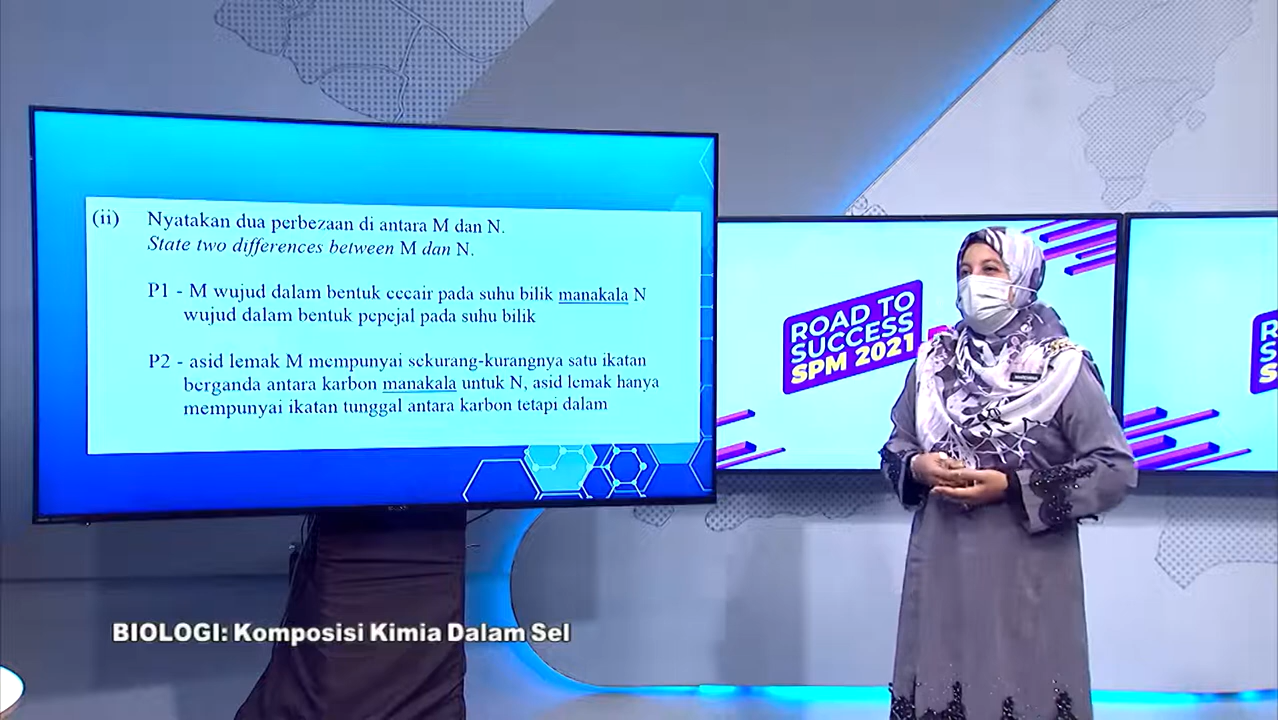 (ii) Nyatakan dua perbezaan di antara M dan N.
State two differences between M dan N.
P1 - M wujud dalam bentuk cecair pada suhu bilik manakala N
wujud dalam bentuk pepejal pada suhu bilik
P2 - asid lemak M mempunyai sekurang-kurangnya satu ikatan
berganda antara karbon manakala untuk N, asid lemak hanya
mempunyai ikatan tunggal antara karbon tetapi dalam
ROAD TO
SUCCESS
SPM 2021
BIOLOGI: Komposisi Kimia Dalam Sel